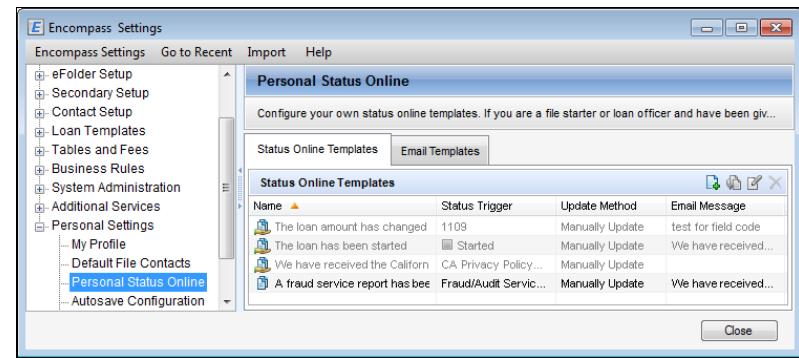 Encompass Settings
Encompass Settings Go to Recent Import Help
eFolder Setup
Secondary Setup
Contact Setup
Loan Templates
Tables and Fees
Business Rules
System Administration
Additional Services
Personal Settings
My Profile
Default File Contacts
Personal Status Online
Autosave Configuration
Personal Status Online
Configure your own status online templates. If you are a file starter or loan officer and have been giv...
Status Online Templates Email Templates
Status Online Templates
Name Status Trigger Update Method Email Message
The loan amount has changed 1109 Manually Update test for field code
The loan has been started Started Manually Update We have received...
We have received the Californ CA Privacy Policy... Manually Update
A fraud service report has bee Fraud/Audit Servic... Manually Update We have received...
Close